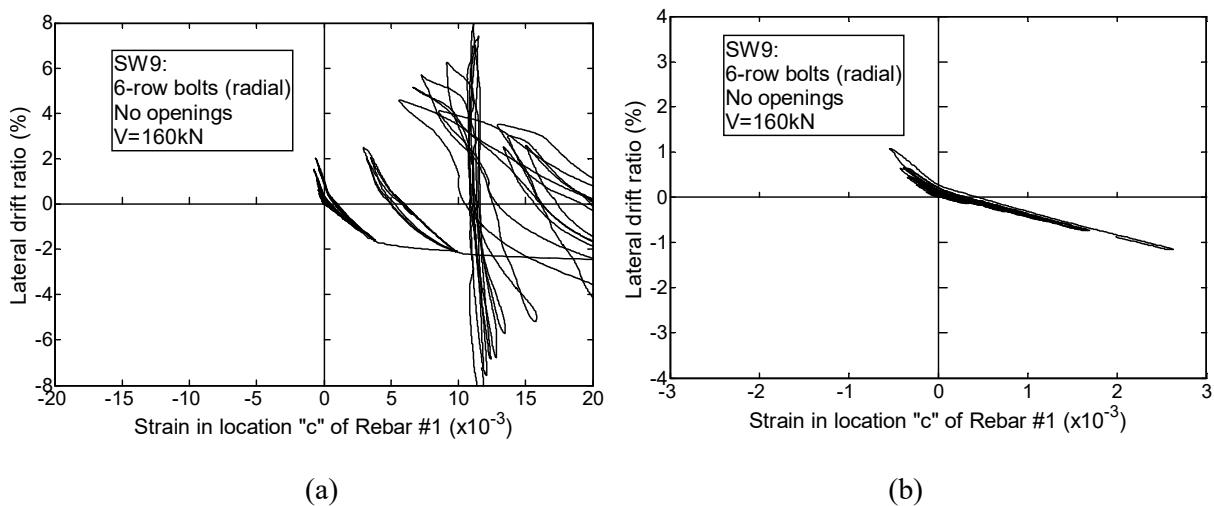 8
6
4
2
0
-2
-4
-6
-8
Lateral drift ratio (%)
SW9:
6-row bolts (radial)
No openings
V=160kN
-20 -15 -10 -5 0 5 10 15 20
Strain in location "c" of Rebar #1 (x10-3)
(a)
4
3
2
1
0
-1
-2
-3
-4
Lateral drift ratio (%)
SW9:
6-row bolts (radial)
No openings
V=160kN
-3 -2 -1 0 1 2 3
Strain in location "c" of Rebar #1 (x10-3)
(b)